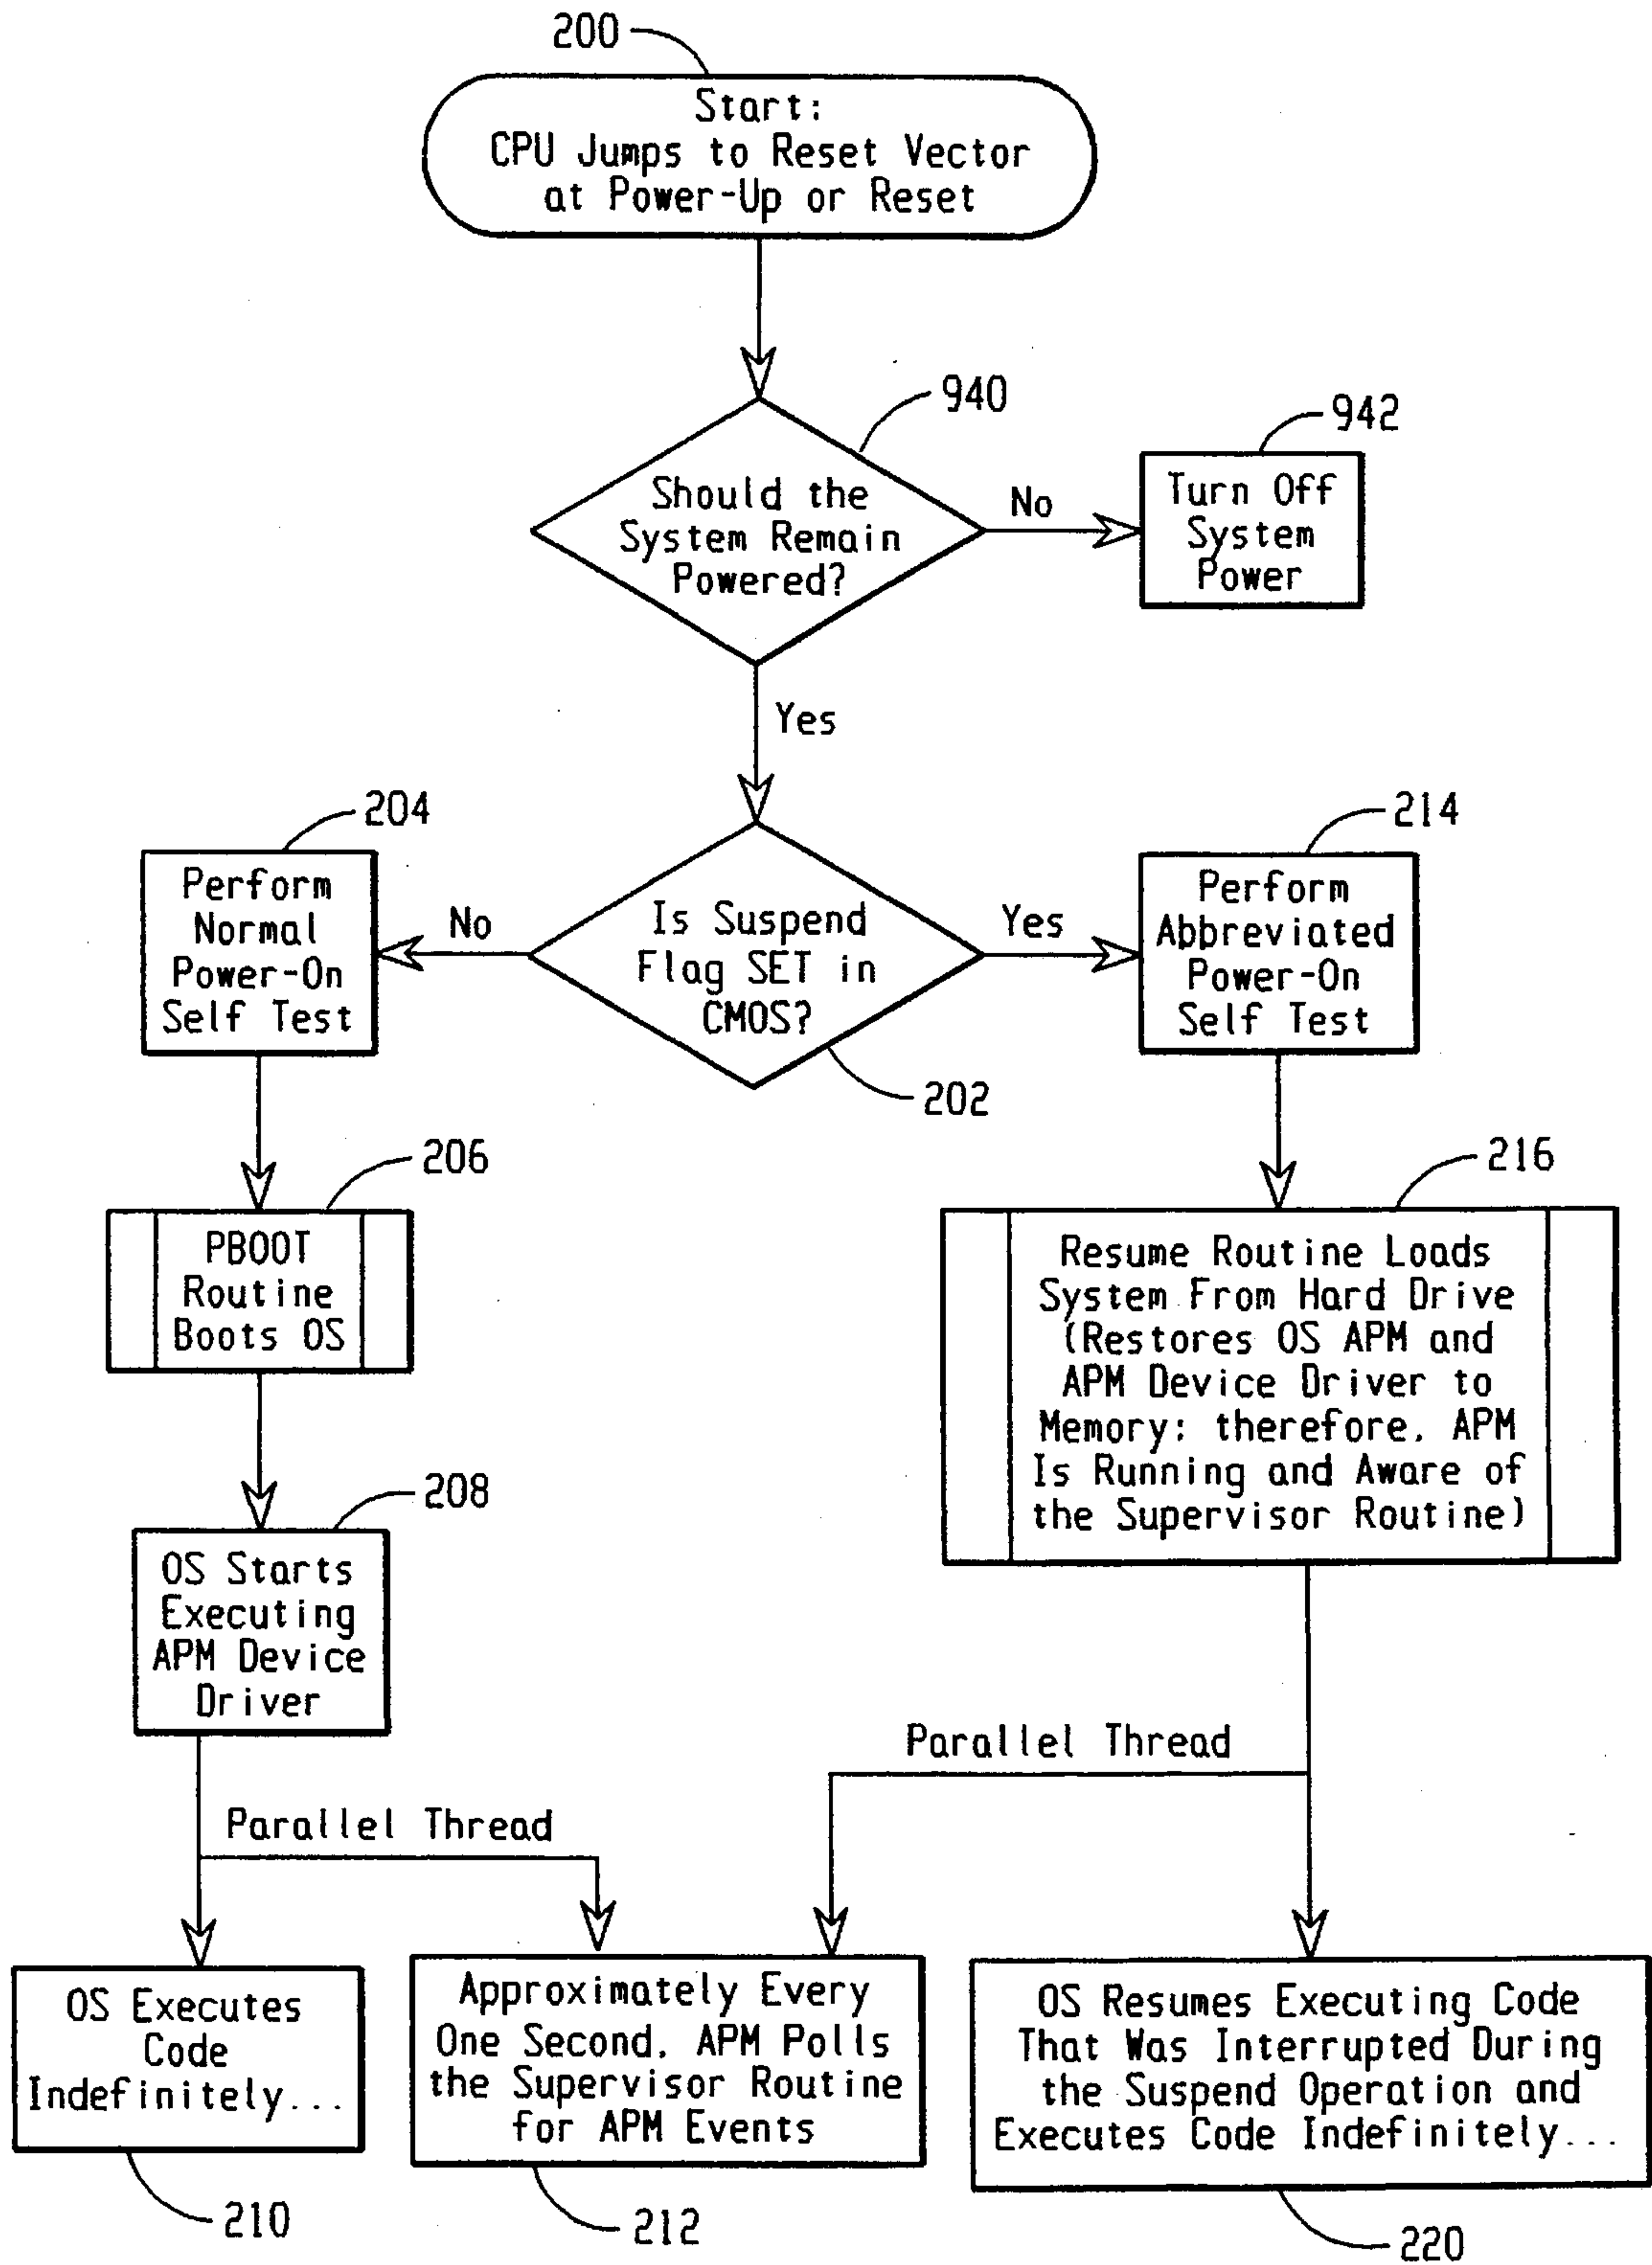 200
Start:
CPU Jumps to Reset Vector
at Power-Up or Reset
940
Should the
System Remain
Powered?
No
942
Turn Off
System
Power
Yes
204
Perform
Normal
Power-On
Self Test
No
Is Suspend
Flag SET in
CMOS?
202
Yes
214
Perform
Abbreviated
Power-On
Self Test
206
PBOOT
Routine
Boots OS
216
Resume Routine Loads
System From Hard Drive
(Restores OS APM and
APM Device Driver to
Memory; therefore, APM
Is Running and Aware of
the Supervisor Routine)
208
OS Starts
Executing
APM Device
Driver
Parallel Thread
Parallel Thread
OS Executes
Code
Indefinitely...
210
Approximately Every
One Second, APM Polls
the Supervisor Routine
for APM Events
212
OS Resumes Executing Code
That Was Interrupted During
the Suspend Operation and
Executes Code Indefinitely...
220